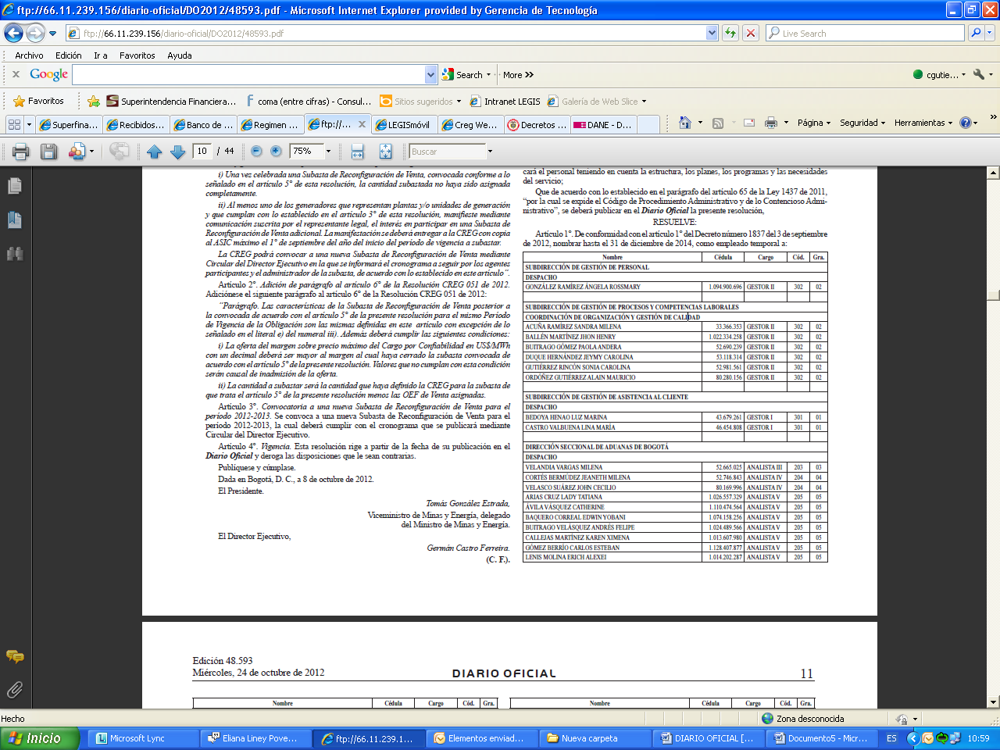 ftp://66.11.239.156/diario-oficial/DO2012/48593.pdf - Microsoft Internet Explorer provided by Gerencia de Tecnología
ftp://66.11.239.156/diario-oficial/DO2012/48593.pdf
Live Search
Archivo Edición Ir a Favoritos Ayuda
x Google Search More »
cgutie...
Favoritos Superintendencia Financiera... coma (entre cifras) - Consul... Sitios sugeridos Intranet LEGIS Galería de Web Slice
Superfina... Recibidos... Banco de ... Regimen ... ftp://... LEGISmóvil Creg We... Decretos ... DANE - D... Página Seguridad Herramientas »
10 / 44 75% Buscar
i) Una vez celebrada una Subasta de Reconfiguración de Venta, convocada conforme a lo
señalado en el artículo 5° de esta resolución, la cantidad subastada no haya sido asignada
completamente.
ii) Al menos uno de los generadores que representan plantas y/o unidades de generación
y que cumplan con lo establecido en el artículo 3° de esta resolución, manifieste mediante
comunicación suscrita por el representante legal, el interés en participar en una Subasta de
Reconfiguración de Venta adicional. La manifestación se deberá entregar a la CREG con copia
al ASIC máximo el 1° de septiembre del año del inicio del período de vigencia a subastar.
La CREG podrá convocar a una nueva Subasta de Reconfiguración de Venta mediante
Circular del Director Ejecutivo en la que se informará el cronograma a seguir por los agentes
participantes y el administrador de la subasta, de acuerdo con lo establecido en este artículo”.
Artículo 2°. Adición de parágrafo al artículo 6° de la Resolución CREG 051 de 2012.
Adiciónese el siguiente parágrafo al artículo 6° de la Resolución CREG 051 de 2012:
“Parágrafo. Las características de la Subasta de Reconfiguración de Venta posterior a
la convocada de acuerdo con el artículo 5° de la presente resolución para el mismo Período
de Vigencia de la Obligación son las mismas definidas en este artículo con excepción de lo
señalado en el literal e) del numeral iii). Además deberá cumplir las siguientes condiciones:
i) La oferta del margen sobre precio máximo del Cargo por Confiabilidad en US$/MWh
con un decimal deberá ser mayor al margen al cual haya cerrado la subasta convocada de
acuerdo con el artículo 5° de la presente resolución. Valores que no cumplan con esta condición
serán causal de inadmisión de la oferta.
ii) La cantidad a subastar será la cantidad que haya definido la CREG para la subasta de
que trata el artículo 5° de la presente resolución menos las OEF de Venta asignadas.
Artículo 3°. Convocatoria a una nueva Subasta de Reconfiguración de Venta para el
período 2012-2013. Se convoca a una nueva Subasta de Reconfiguración de Venta para el
período 2012-2013, la cual deberá cumplir con el cronograma que se publicará mediante
Circular del Director Ejecutivo.
Artículo 4°. Vigencia. Esta resolución rige a partir de la fecha de su publicación en el
Diario Oficial y deroga las disposiciones que le sean contrarias.
Publíquese y cúmplase.
Dada en Bogotá, D. C., a 8 de octubre de 2012.
El Presidente.
Tomás González Estrada,
Viceministro de Minas y Energía, delegado
del Ministro de Minas y Energía.
El Director Ejecutivo,
Germán Castro Ferreira.
(C. F.).
cará el personal teniendo en cuenta la estructura, los planes, los programas y las necesidades
del servicio;
Que de acuerdo con lo establecido en el parágrafo del artículo 65 de la Ley 1437 de 2011,
“por la cual se expide el Código de Procedimiento Administrativo y de lo Contencioso Admi-
nistrativo”, se deberá publicar en el Diario Oficial la presente resolución,
RESUELVE:
Artículo 1°. De conformidad con el artículo 1° del Decreto número 1837 del 3 de septiembre
de 2012, nombrar hasta el 31 de diciembre de 2014, como empleado temporal a:
Nombre Cédula Cargo Cód. Gra.
SUBDIRECCIÓN DE GESTIÓN DE PERSONAL
DESPACHO
GONZÁLEZ RAMÍREZ ÁNGELA ROSSMARY 1.094.900.696 GESTOR II 302 02
SUBDIRECCIÓN DE GESTIÓN DE PROCESOS Y COMPETENCIAS LABORALES
COORDINACIÓN DE ORGANIZACIÓN Y GESTIÓN DE CALIDAD
ACUÑA RAMÍREZ SANDRA MILENA 33.366.353 GESTOR II 302 02
BALLÉN MARTÍNEZ JHON HENRY 1.022.334.258 GESTOR II 302 02
BUITRAGO GÓMEZ PAOLA ANDERA 52.690.239 GESTOR II 302 02
DUQUE HERNÁNDEZ JEYMY CAROLINA 53.118.314 GESTOR II 302 02
GUTIÉRREZ RINCÓN SONIA CAROLINA 52.981.561 GESTOR II 302 02
ORDÓÑEZ GUTIÉRREZ ALAIN MAURICIO 80.280.156 GESTOR II 302 02
SUBDIRECCIÓN DE GESTIÓN DE ASISTENCIA AL CLIENTE
DESPACHO
BEDOYA HENAO LUZ MARINA 43.679.261 GESTOR I 301 01
CASTRO VALBUENA LINA MARÍA 46.454.808 GESTOR I 301 01
DIRECCIÓN SECCIONAL DE ADUANAS DE BOGOTÁ
DESPACHO
VELANDIA VARGAS MILENA 52.665.025 ANALISTA III 203 03
CORTÉS BERMÚDEZ JEANETH MILENA 52.746.843 ANALISTA IV 204 04
VELASCO SUÁREZ JOHN CECILIO 80.169.996 ANALISTA IV 204 04
ARIAS CRUZ LADY TATIANA 1.026.557.329 ANALISTA V 205 05
ÁVILA VÁSQUEZ CATHERINE 1.110.474.564 ANALISTA V 205 05
BAQUERO CORREAL EDWIN YOBANI 1.074.158.256 ANALISTA V 205 05
BUITRAGO VELÁSQUEZ ANDRÉS FELIPE 1.024.489.566 ANALISTA V 205 05
CALLEJAS MARTÍNEZ KAREN XIMENA 1.013.607.980 ANALISTA V 205 05
GÓMEZ BERRÍO CARLOS ESTEBAN 1.128.407.877 ANALISTA V 205 05
LENIS MOLINA ERICH ALEXEI 1.014.202.287 ANALISTA V 205 05
Edición 48.593
Miércoles, 24 de octubre de 2012 DIARIO OFICIAL 11
Nombre Cédula Cargo Cód. Gra. Nombre Cédula Cargo Cód. Gra.
Hecho Zona desconocida
Inicio Microsoft Lync Eliana Liney Pove... ftp://66.11.239.1... Elementos enviad... Nueva carpeta DIARIO OFICIAL [... Documento5 - Micr... ES 10:59